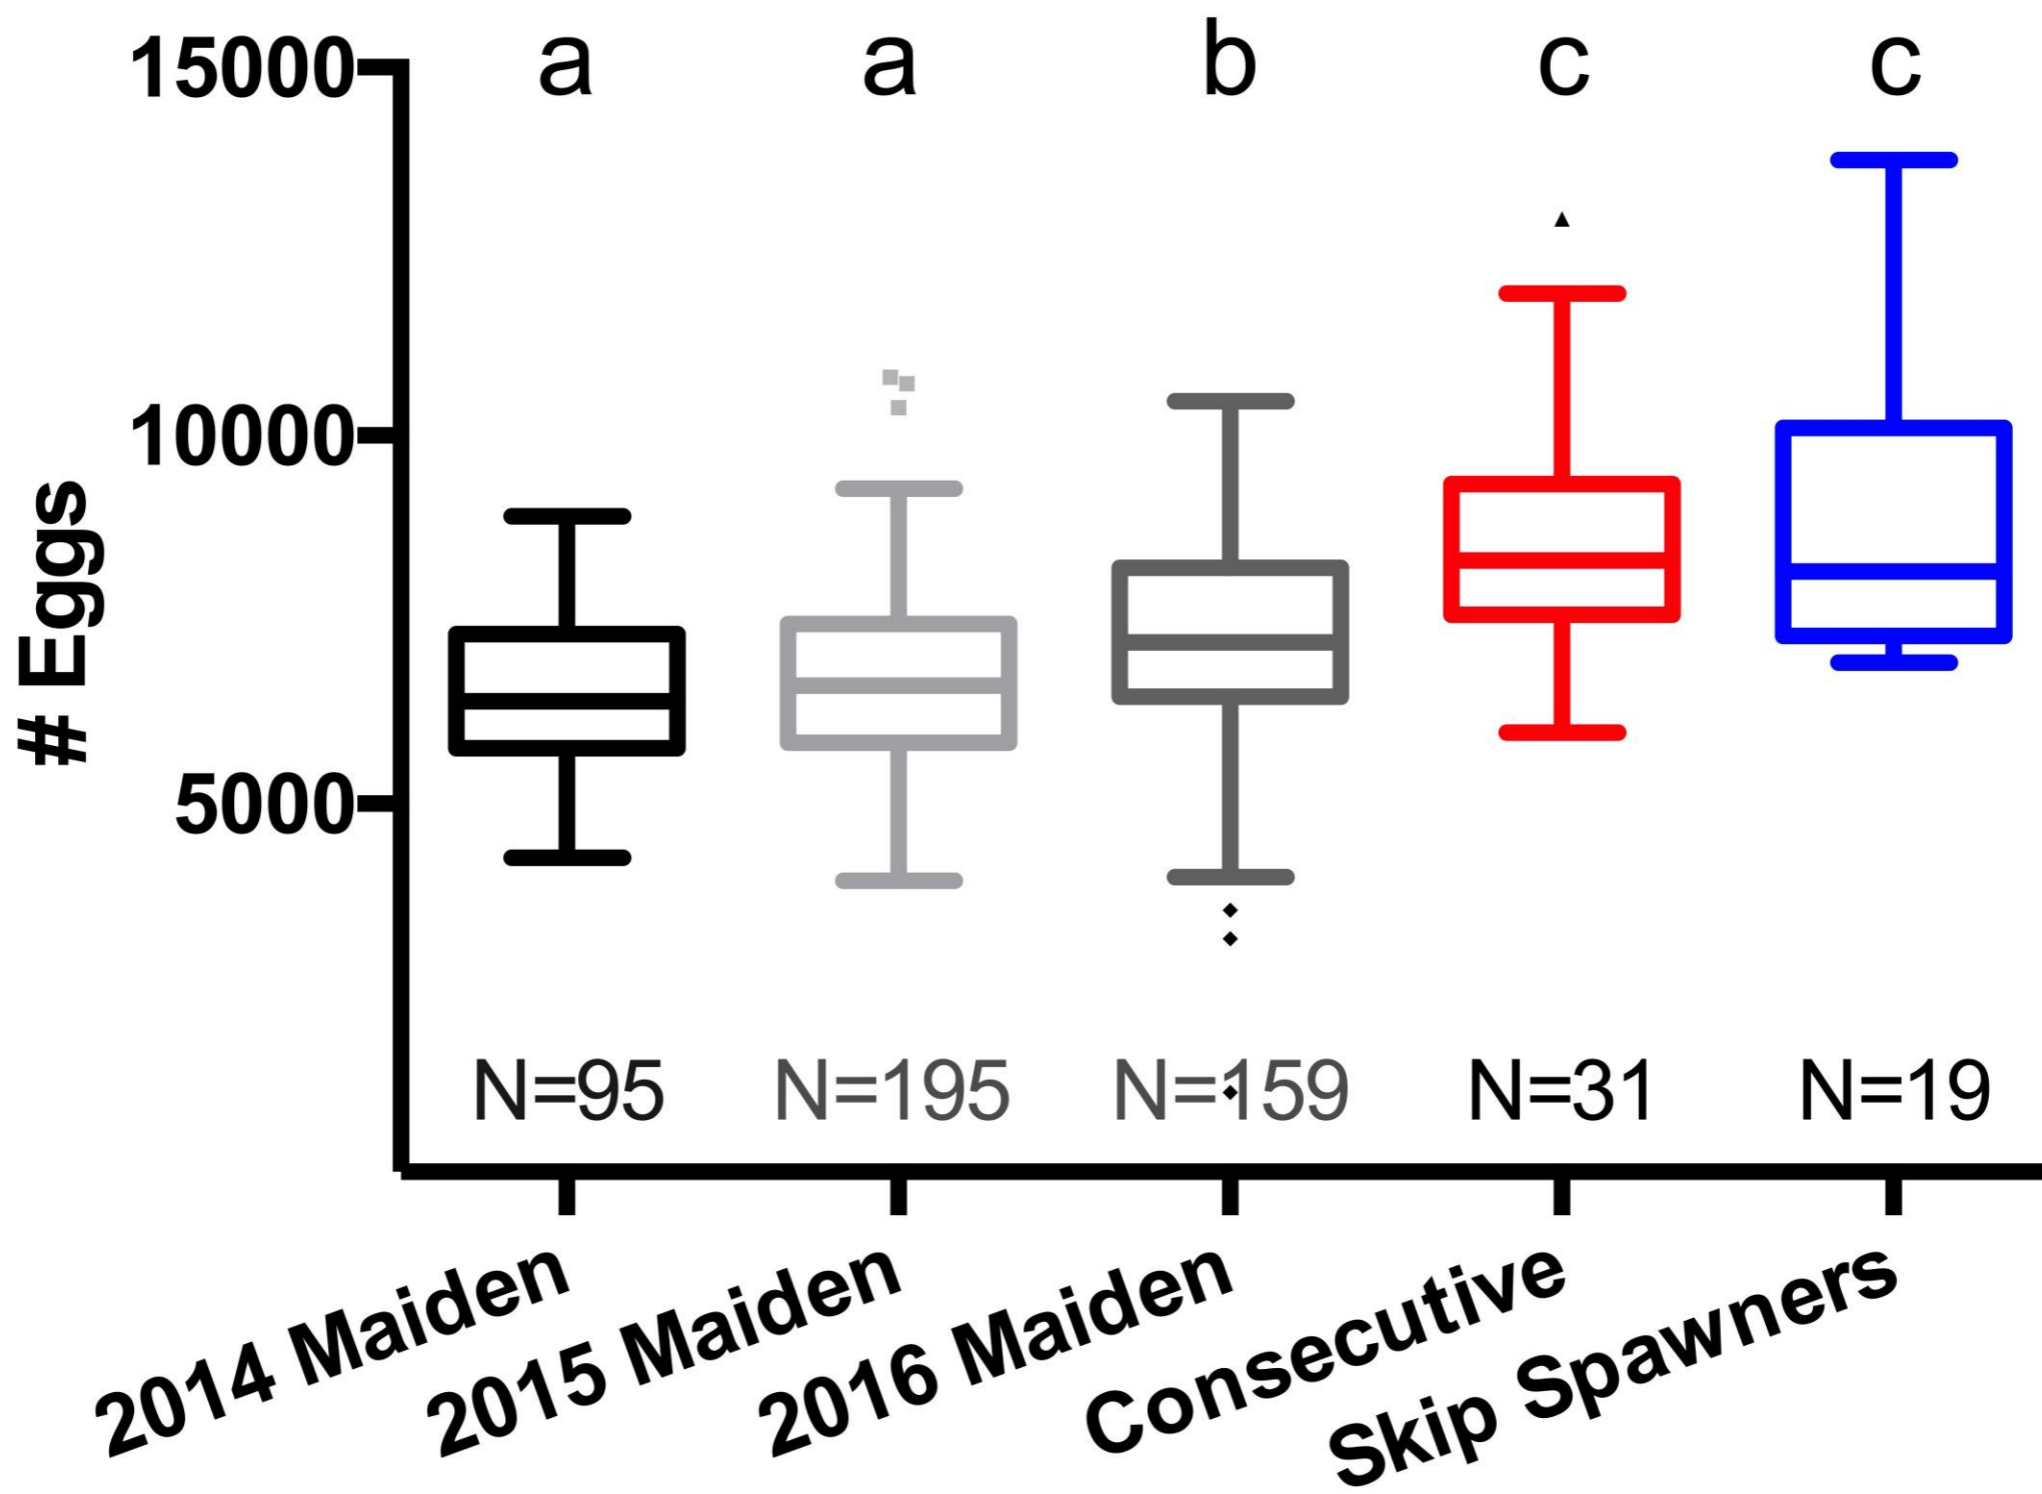 15000
10000
5000
# Eggs
a a b c c
N=95 N=195 N=159 N=31 N=19
2014 Maiden
2015 Maiden
2016 Maiden
Consecutive
Skip Spawners